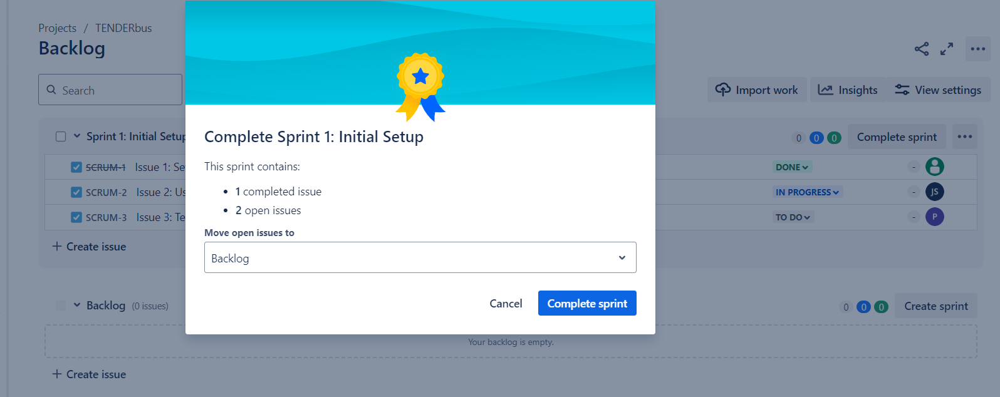 Projects / TENDERbus
Backlog
Search
Import work
Insights
View settings
Sprint 1: Initial Setup
0 0 0
Complete sprint
SCRUM-1 Issue 1: Se
DONE
-
SCRUM-2 Issue 2: Us
IN PROGRESS
- JS
SCRUM-3 Issue 3: Te
TO DO
- P
+ Create issue
Complete Sprint 1: Initial Setup
This sprint contains:
• 1 completed issue
• 2 open issues
Move open issues to
Backlog
Cancel
Complete sprint
Backlog (0 issues)
0 0 0
Create sprint
Your backlog is empty.
+ Create issue